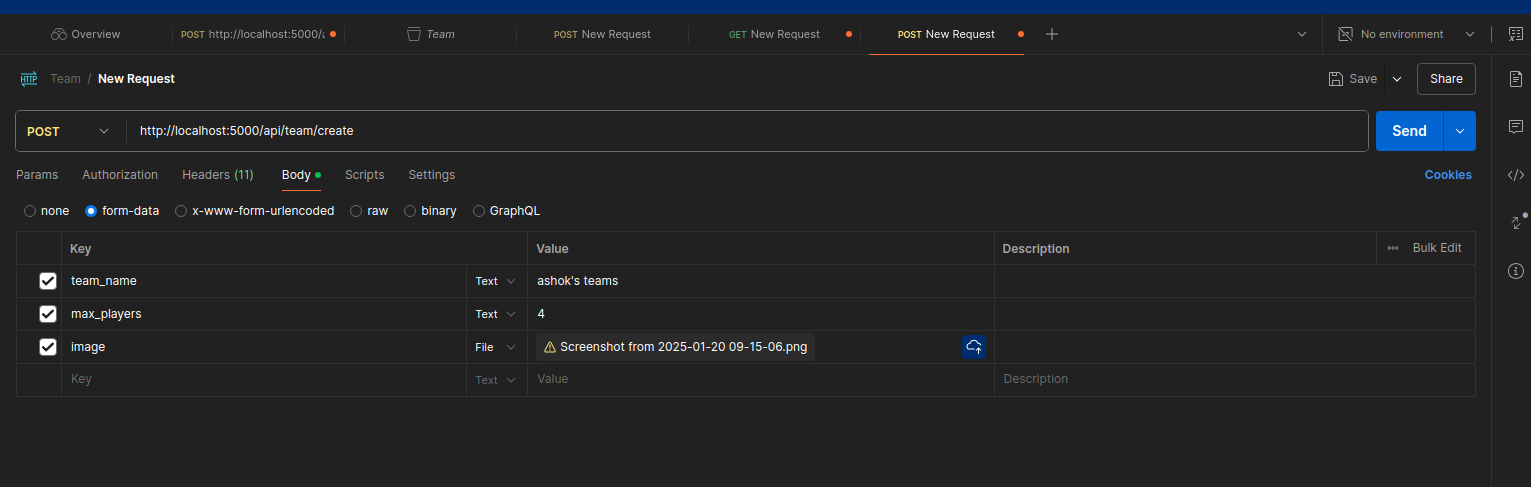 Overview POST http://localhost:5000/a Team POST New Request GET New Request POST New Request No environment
HTTP Team / New Request Save Share
POST http://localhost:5000/api/team/create Send
Params Authorization Headers (11) Body Scripts Settings Cookies
none form-data x-www-form-urlencoded raw binary GraphQL
Key Value Description Bulk Edit
team_name Text ashok's teams
max_players Text 4
image File Screenshot from 2025-01-20 09-15-06.png
Key Text Value Description